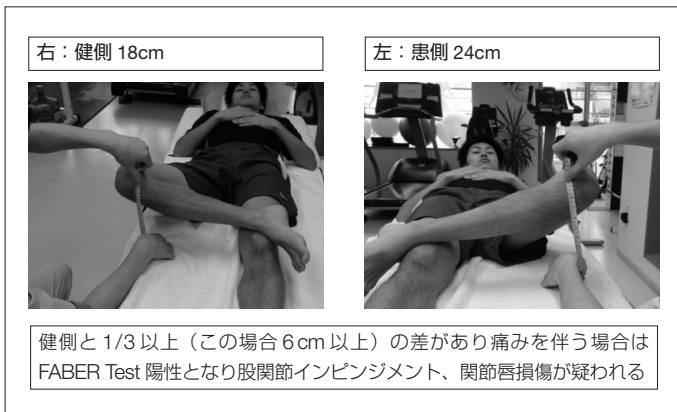 右：健側 18cm
左：患側 24cm
健側と 1/3 以上（この場合 6cm 以上）の差があり痛みを伴う場合は
FABER Test 陽性となり股関節インピンジメント、関節唇損傷が疑われる